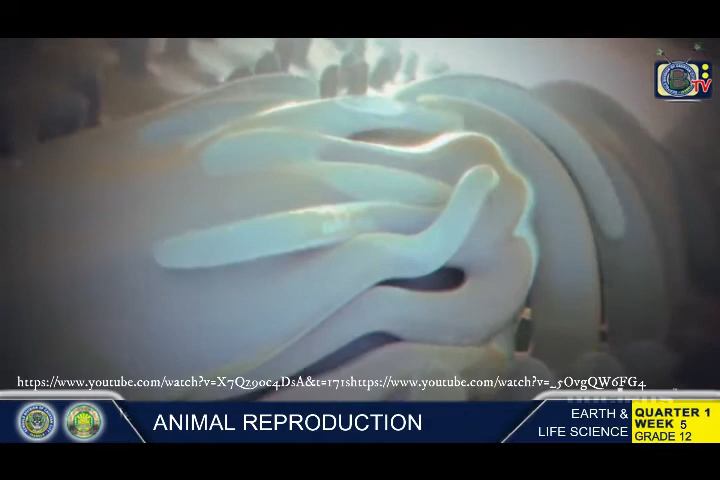 B TV
https://www.youtube.com/watch?v=X7Qz90c4DsA&t=171shttps://www.youtube.com/watch?v=_5OvgQW6FG4
ANIMAL REPRODUCTION
EARTH &
LIFE SCIENCE
QUARTER 1
WEEK 5
GRADE 12